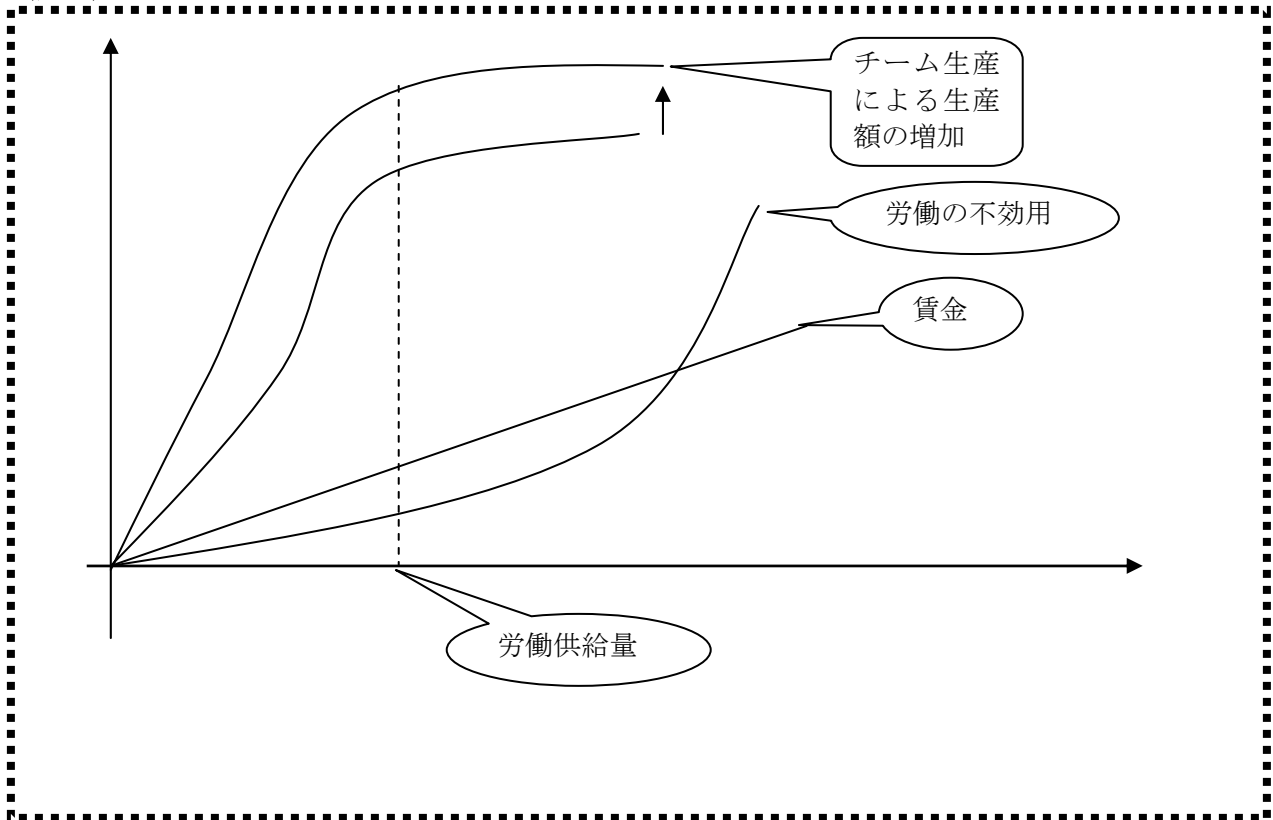 チーム生産
による生産
額の増加
労働の不効用
賃金
労働供給量